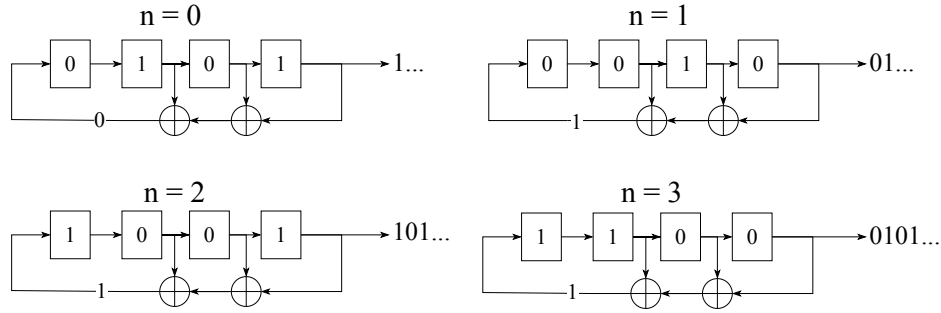 n = 0
0 1 0 1 1...
0
n = 1
0 0 1 0 01...
1
n = 2
1 0 0 1 101...
1
n = 3
1 1 0 0 0101...
1